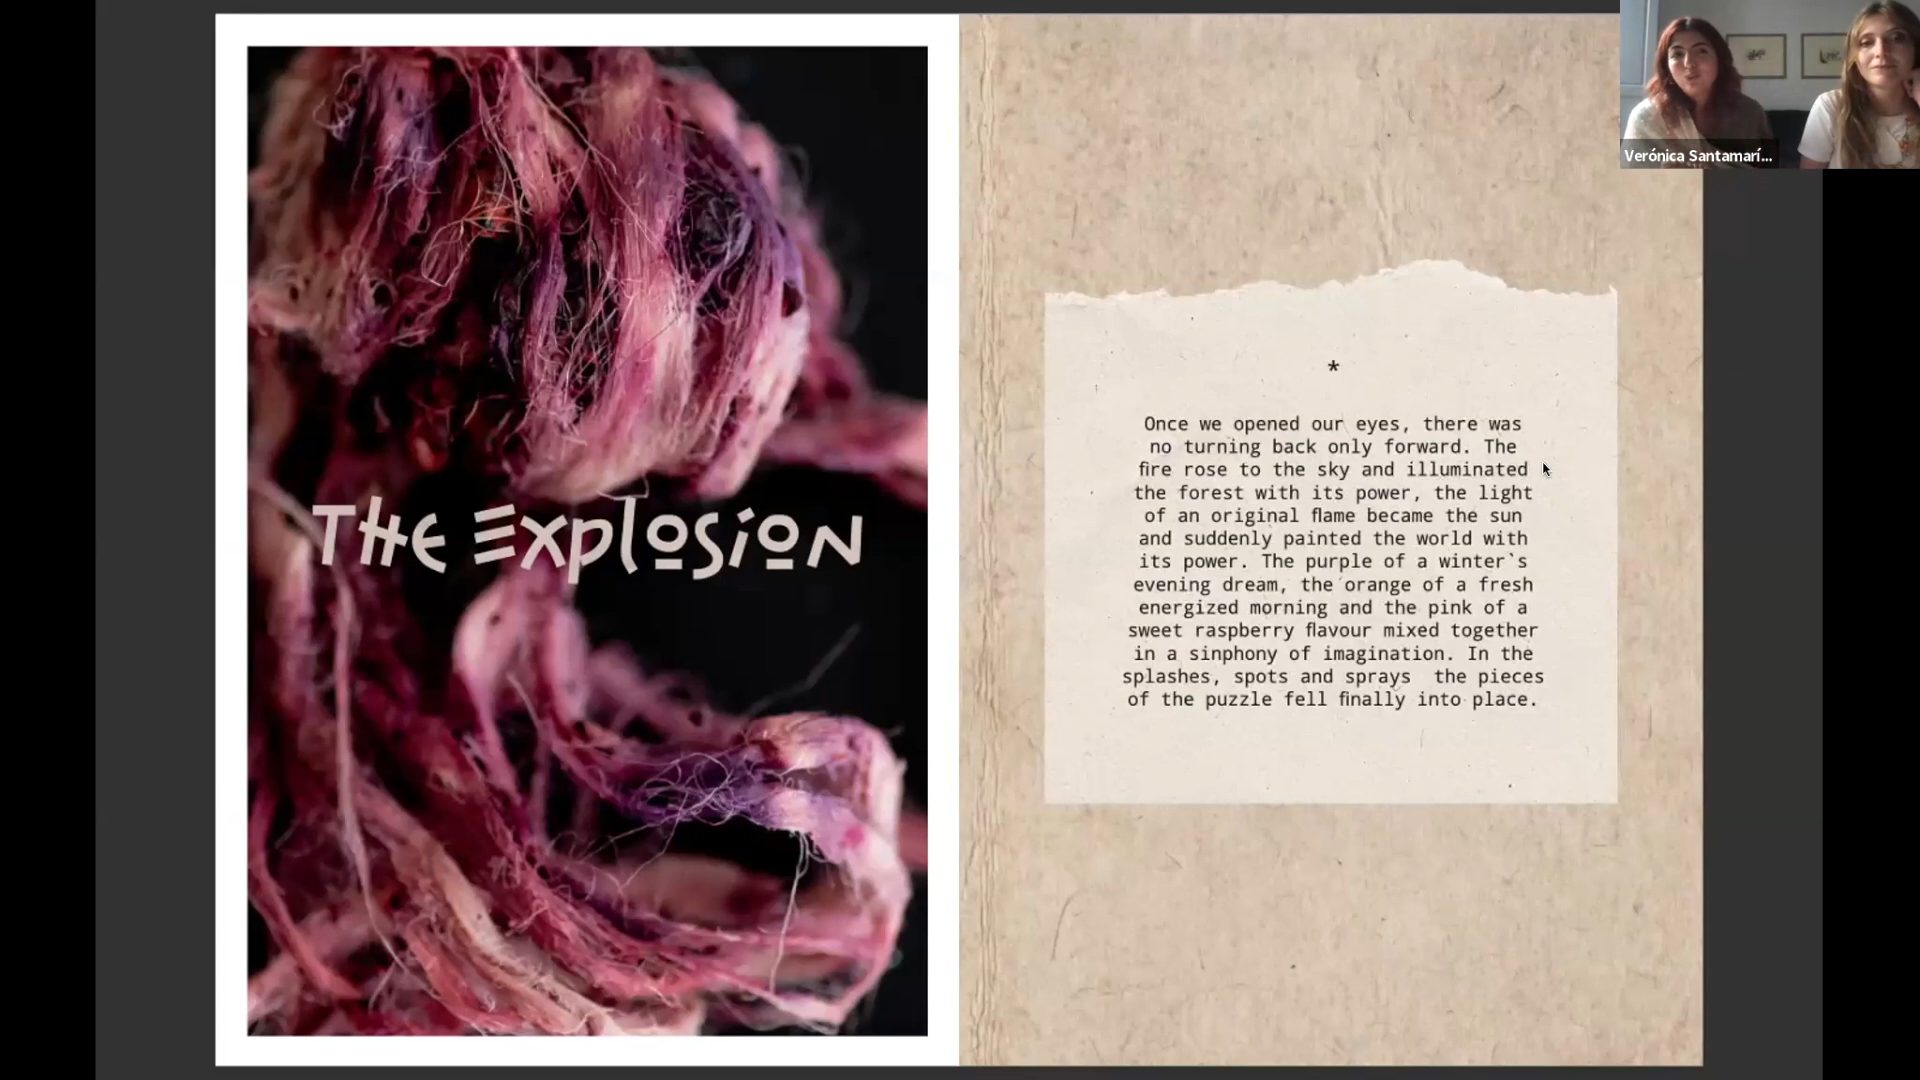 THE EXplosioN
*
Once we opened our eyes, there was
no turning back only forward. The
fire rose to the sky and illuminated
the forest with its power, the light
of an original flame became the sun
and suddenly painted the world with
its power. The purple of a winter`s
evening dream, the orange of a fresh
energized morning and the pink of a
sweet raspberry flavour mixed together
in a sinphony of imagination. In the
splashes, spots and sprays  the pieces
of the puzzle fell finally into place.
Verónica Santamarí...